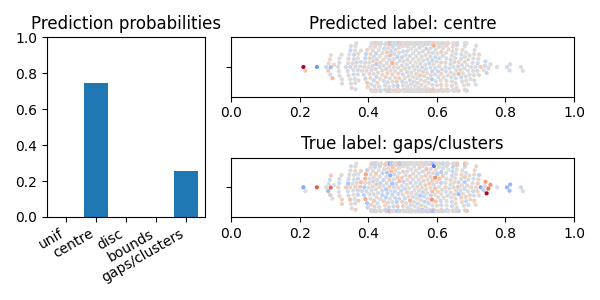 Prediction probabilities
1.0
0.8
0.6
0.4
0.2
0.0
unif
centre
disc
bounds
gaps/clusters
Predicted label: centre
0.0 0.2 0.4 0.6 0.8 1.0
True label: gaps/clusters
0.0 0.2 0.4 0.6 0.8 1.0